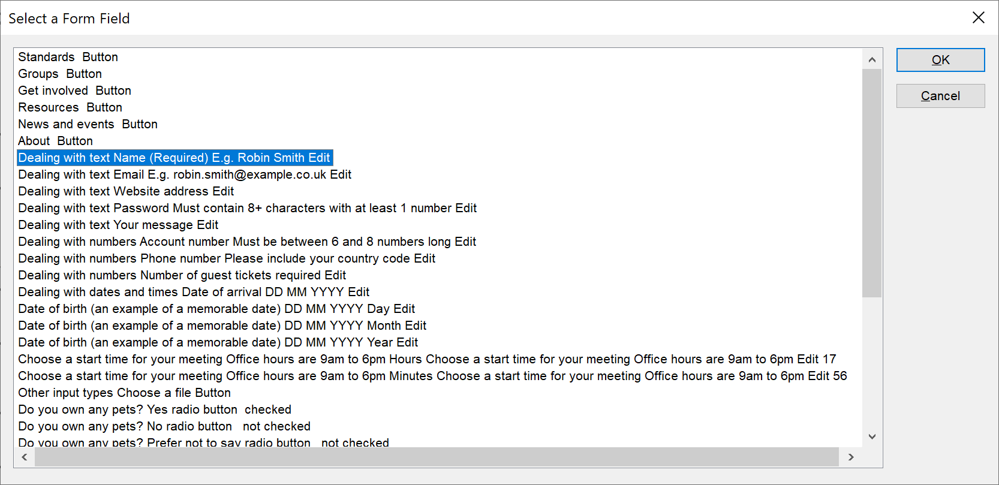 Select a Form Field
Standards  Button
Groups  Button
Get involved  Button
Resources  Button
News and events  Button
About  Button
Dealing with text Name (Required) E.g. Robin Smith Edit
Dealing with text Email E.g. robin.smith@example.co.uk Edit
Dealing with text Website address Edit
Dealing with text Password Must contain 8+ characters with at least 1 number Edit
Dealing with text Your message Edit
Dealing with numbers Account number Must be between 6 and 8 numbers long Edit
Dealing with numbers Phone number Please include your country code Edit
Dealing with numbers Number of guest tickets required Edit
Dealing with dates and times Date of arrival DD MM YYYY Edit
Date of birth (an example of a memorable date) DD MM YYYY Day Edit
Date of birth (an example of a memorable date) DD MM YYYY Month Edit
Date of birth (an example of a memorable date) DD MM YYYY Year Edit
Choose a start time for your meeting Office hours are 9am to 6pm Hours Choose a start time for your meeting Office hours are 9am to 6pm Edit 17
Choose a start time for your meeting Office hours are 9am to 6pm Minutes Choose a start time for your meeting Office hours are 9am to 6pm Edit 56
Other input types Choose a file Button
Do you own any pets? Yes radio button  checked
Do you own any pets? No radio button   not checked
Do you own any pets? Prefer not to say radio button   not checked
OK
Cancel